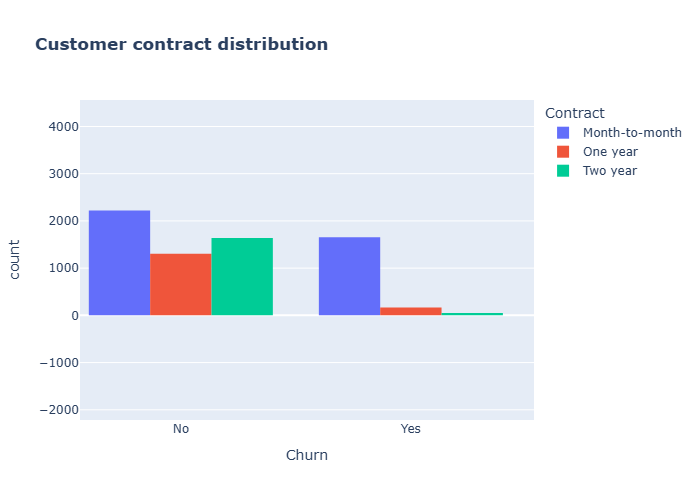 Customer contract distribution
Contract
Month-to-month
One year
Two year
count
4000
3000
2000
1000
0
−1000
−2000
No
Yes
Churn